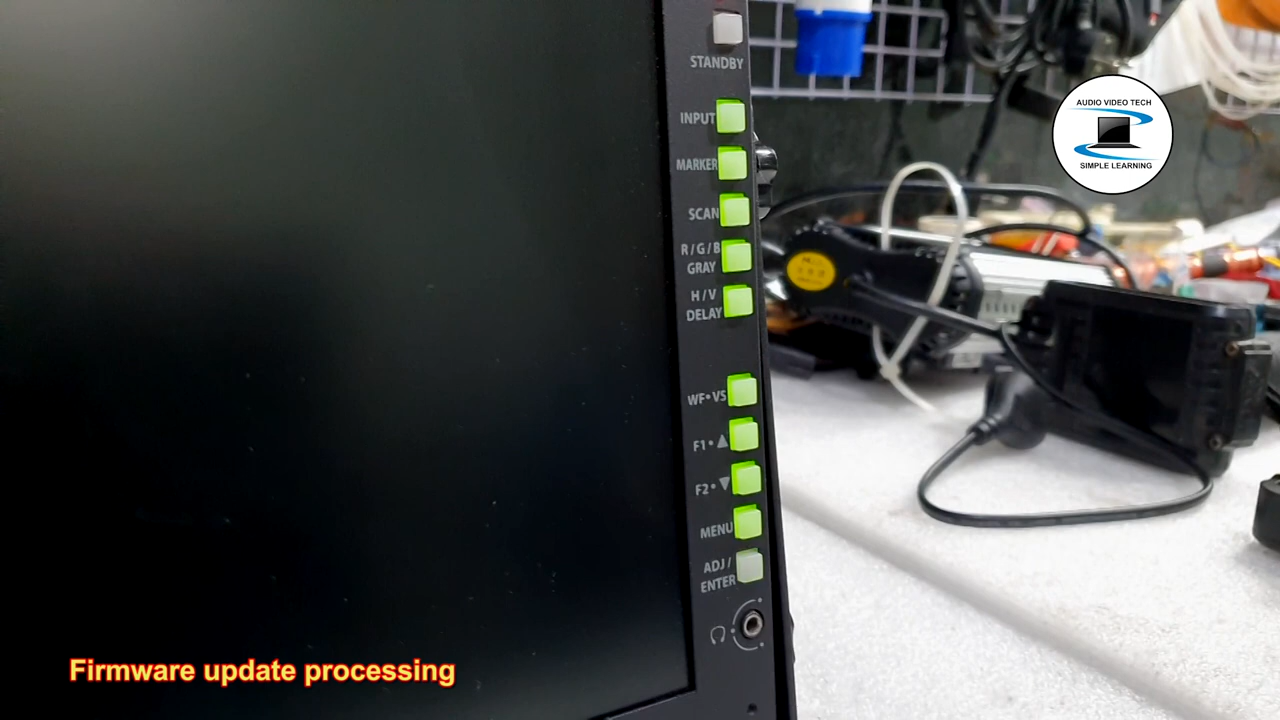 STANDBY
INPUT
MARKER
SCAN
R / G / B
GRAY
H / V
DELAY
WF•VS
F1•▲
F2•▼
MENU
ADJ /
ENTER
AUDIO VIDEO TECH
SIMPLE LEARNING
Firmware update processing